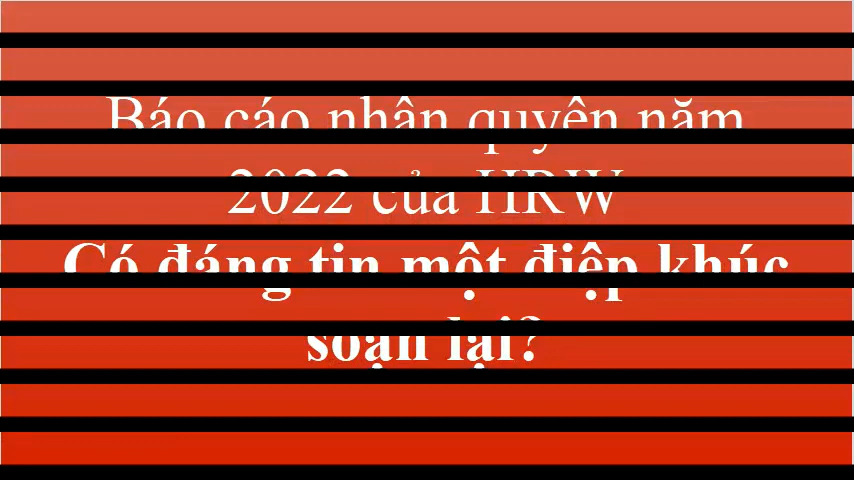 Báo cáo nhân quyền năm
2022 của HRW
Có đáng tin một điệp khúc
soạn lại?